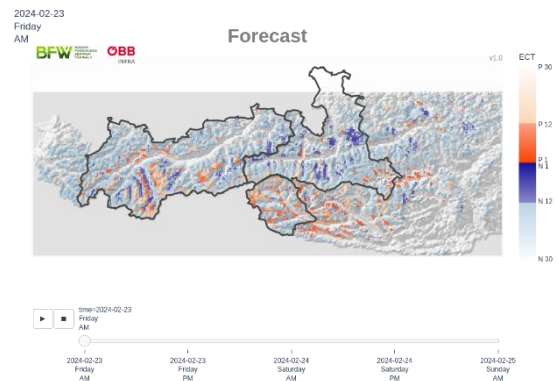 2024-02-23
Friday
AM
Forecast
BFW
ÖBB
INFRA
v1.0
ECT
P 30
P 12
P 1
N 1
N 12
N 30
time=2024-02-23
Friday
AM
2024-02-23
Friday
AM
2024-02-23
Friday
PM
2024-02-24
Saturday
AM
2024-02-24
Saturday
PM
2024-02-25
Sunday
AM